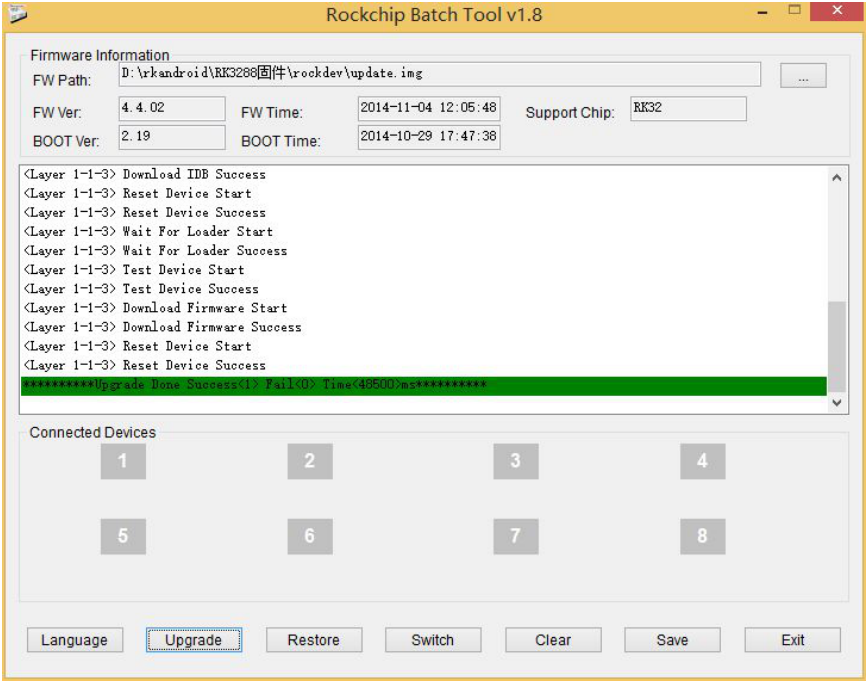 Rockchip Batch Tool v1.8
Firmware Information
FW Path: D:\rkandroid\RK3288固件\rockdev\update.img ...
FW Ver: 4.4.02 FW Time: 2014-11-04 12:05:48 Support Chip: RK32
BOOT Ver: 2.19 BOOT Time: 2014-10-29 17:47:38
<Layer 1-1-3> Download IDB Success
<Layer 1-1-3> Reset Device Start
<Layer 1-1-3> Reset Device Success
<Layer 1-1-3> Wait For Loader Start
<Layer 1-1-3> Wait For Loader Success
<Layer 1-1-3> Test Device Start
<Layer 1-1-3> Test Device Success
<Layer 1-1-3> Download Firmware Start
<Layer 1-1-3> Download Firmware Success
<Layer 1-1-3> Reset Device Start
<Layer 1-1-3> Reset Device Success
**********Upgrade Done Success<1> Fail<0> Time<48500>ms**********
Connected Devices
1 2 3 4
5 6 7 8
Language Upgrade Restore Switch Clear Save Exit